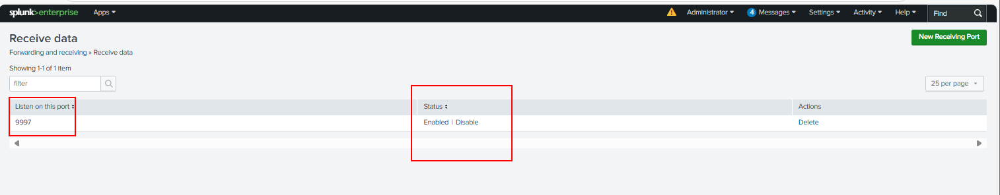 splunk>enterprise Apps Administrator 4 Messages Settings Activity Help Find
Receive data New Receiving Port
Forwarding and receiving » Receive data
Showing 1-1 of 1 item
filter 25 per page
Listen on this port Status Actions
9997 Enabled | Disable Delete